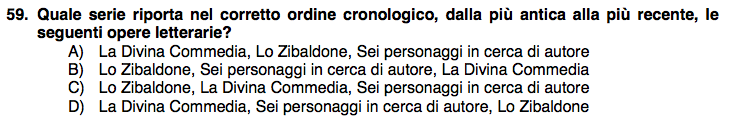 59. Quale serie riporta nel corretto ordine cronologico, dalla più antica alla più recente, le
seguenti opere letterarie?
A) La Divina Commedia, Lo Zibaldone, Sei personaggi in cerca di autore
B) Lo Zibaldone, Sei personaggi in cerca di autore, La Divina Commedia
C) Lo Zibaldone, La Divina Commedia, Sei personaggi in cerca di autore
D) La Divina Commedia, Sei personaggi in cerca di autore, Lo Zibaldone